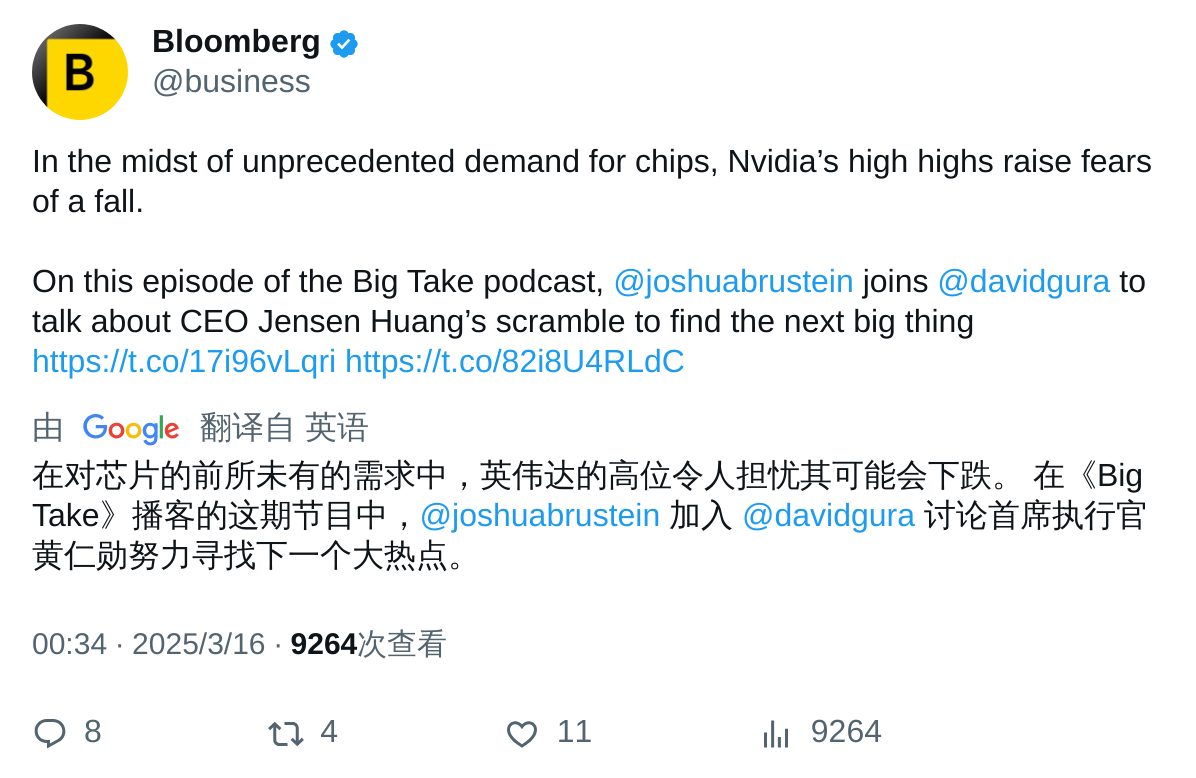 B
Bloomberg
@business
In the midst of unprecedented demand for chips, Nvidia’s high highs raise fears
of a fall.
On this episode of the Big Take podcast, @joshuabrustein joins @davidgura to
talk about CEO Jensen Huang’s scramble to find the next big thing
https://t.co/17i96vLqri https://t.co/82i8U4RLdC
由 Google 翻译自 英语
在对芯片的前所未有的需求中，英伟达的高位令人担忧其可能会下跌。 在《Big
Take》播客的这期节目中，@joshuabrustein 加入 @davidgura 讨论首席执行官
黄仁勋努力寻找下一个大热点。
00:34 · 2025/3/16 · 9264次查看
8 4 11 9264